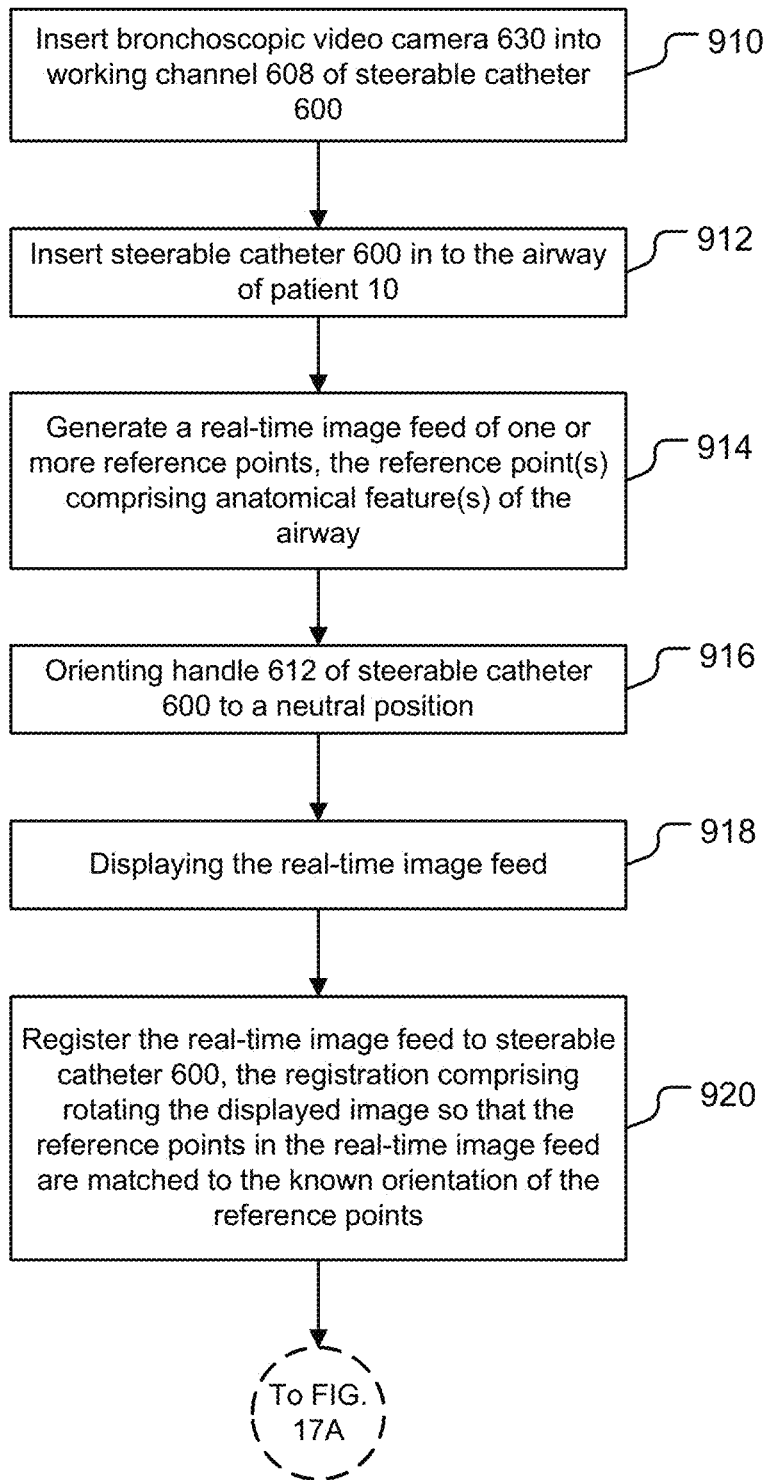 Insert bronchoscopic video camera 630 into
working channel 608 of steerable catheter
600
910
Insert steerable catheter 600 in to the airway
of patient 10
912
Generate a real-time image feed of one or
more reference points, the reference point(s)
comprising anatomical feature(s) of the
airway
914
Orienting handle 612 of steerable catheter
600 to a neutral position
916
Displaying the real-time image feed
918
Register the real-time image feed to steerable
catheter 600, the registration comprising
rotating the displayed image so that the
reference points in the real-time image feed
are matched to the known orientation of the
reference points
920
To FIG.
17A